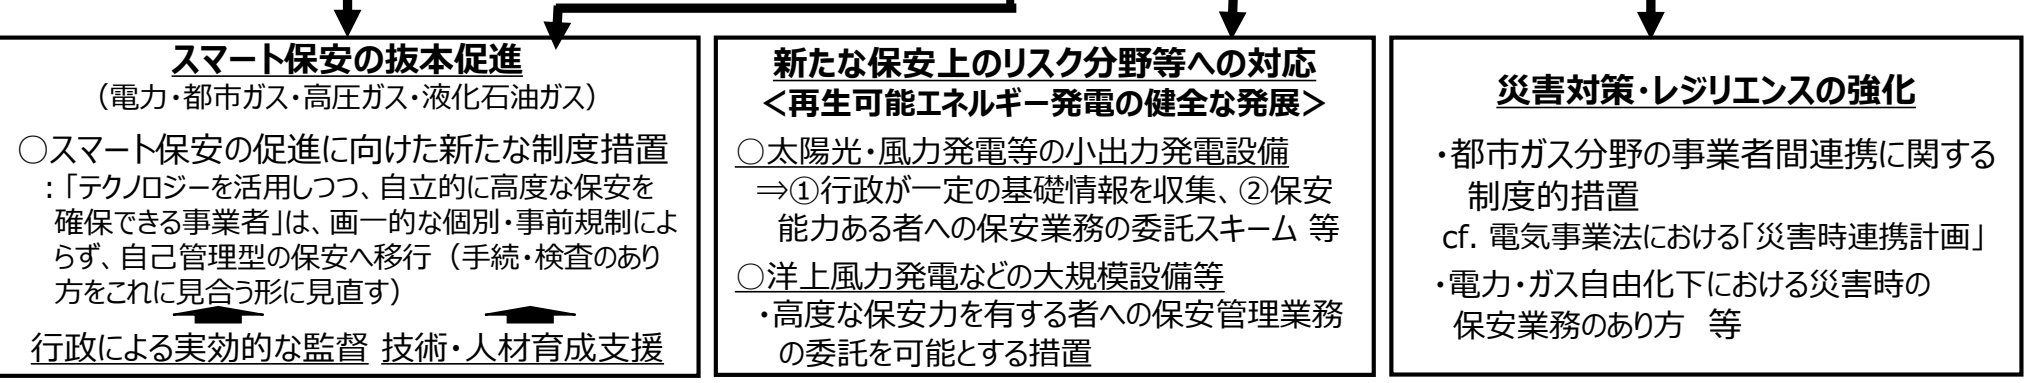 スマート保安の抜本促進
（電力・都市ガス・高圧ガス・液化石油ガス）
○スマート保安の促進に向けた新たな制度措置
：「テクノロジーを活用しつつ、自立的に高度な保安を
確保できる事業者」は、画一的な個別・事前規制によ
らず、自己管理型の保安へ移行（手続・検査のあり
方をこれに見合う形に見直す）
行政による実効的な監督 技術・人材育成支援
新たな保安上のリスク分野等への対応
＜再生可能エネルギー発電の健全な発展＞
○太陽光・風力発電等の小出力発電設備
⇒①行政が一定の基礎情報を収集、②保安
能力ある者への保安業務の委託スキーム 等
○洋上風力発電などの大規模設備等
・高度な保安力を有する者への保安管理業務
の委託を可能とする措置
災害対策・レジリエンスの強化
・都市ガス分野の事業者間連携に関する
制度的措置
cf. 電気事業法における「災害時連携計画」
・電力・ガス自由化下における災害時の
保安業務のあり方 等